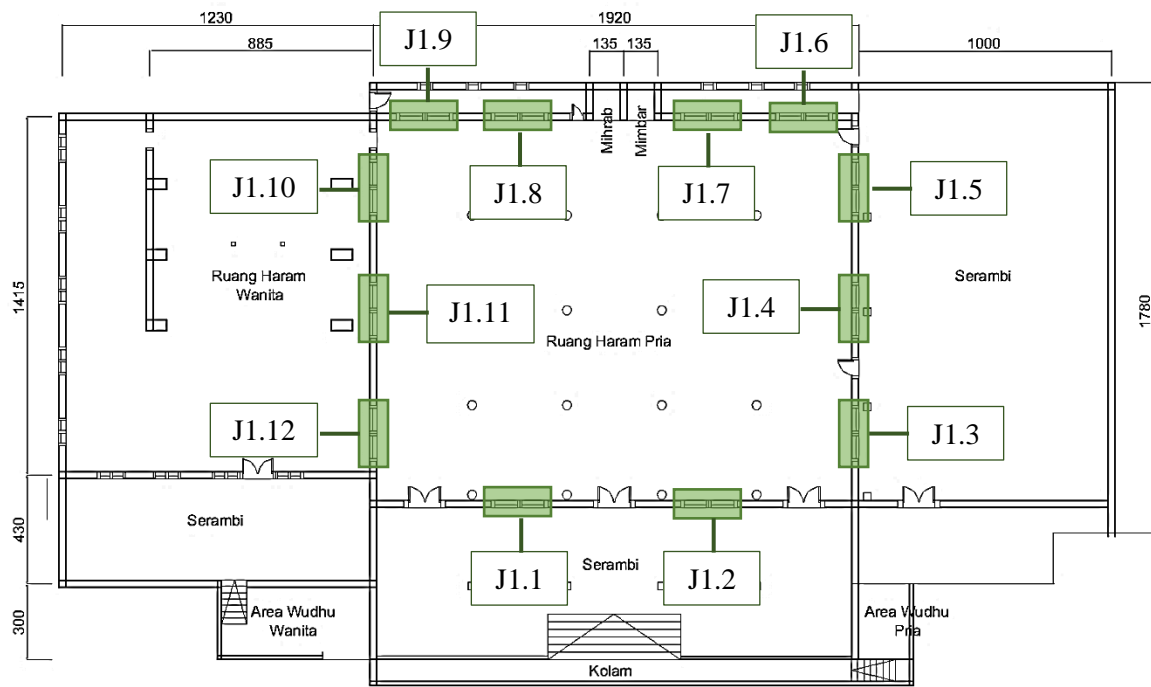 1230
1920
885
J1.9
135
135
J1.6
1000
Mihrab
Mimbar
J1.10
J1.8
J1.7
J1.5
1415
Ruang Haram
Wanita
Serambi
1780
J1.11
J1.4
Ruang Haram Pria
J1.12
J1.3
430
Serambi
Serambi
J1.1
J1.2
300
Area Wudhu
Wanita
Area Wudhu
Pria
Kolam